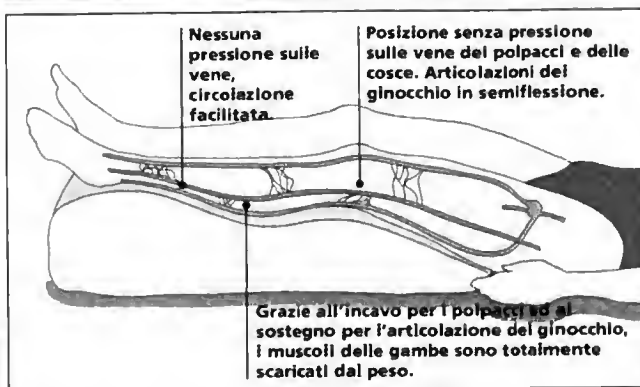 Nessuna
pressione sulle
vene,
circolazione
facilitata.
Posizione senza pressione
sulle vene dei polpacci e delle
cosce. Articolazioni del
ginocchio in semiflessione.
Grazie all'incavo per i polpacci ed al
sostegno per l'articolazione del ginocchio,
i muscoli delle gambe sono totalmente
scaricati dal peso.